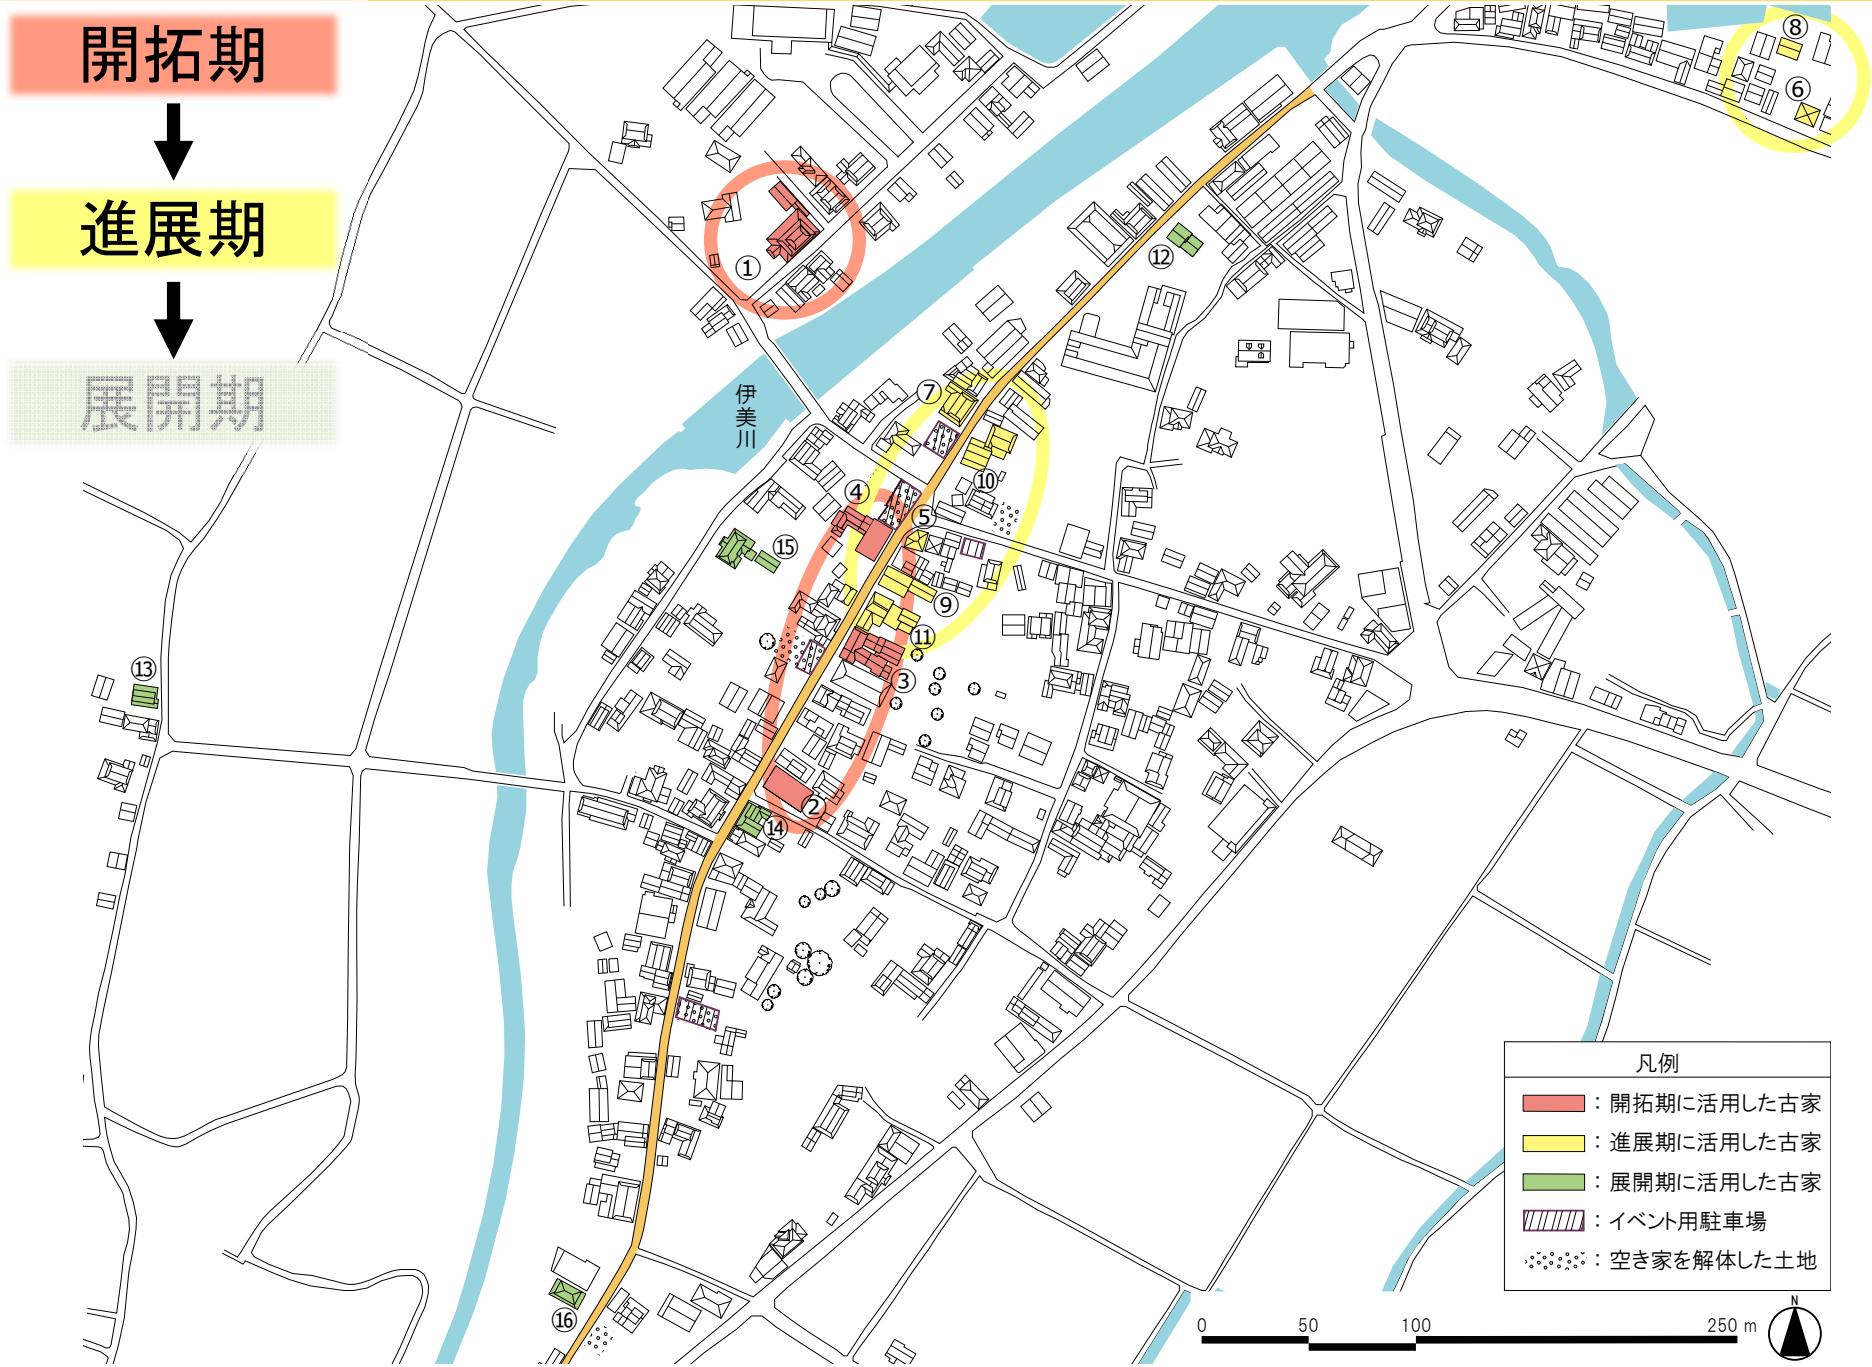 開拓期
進展期
展開期
⑧
⑥
①
⑫
伊美川
⑦
⑩
④
⑤
⑮
⑨
⑪
③
⑬
②
⑭
⑯
凡例
：開拓期に活用した古家
：進展期に活用した古家
：展開期に活用した古家
：イベント用駐車場
：空き家を解体した土地
0 50 100 250 m
N